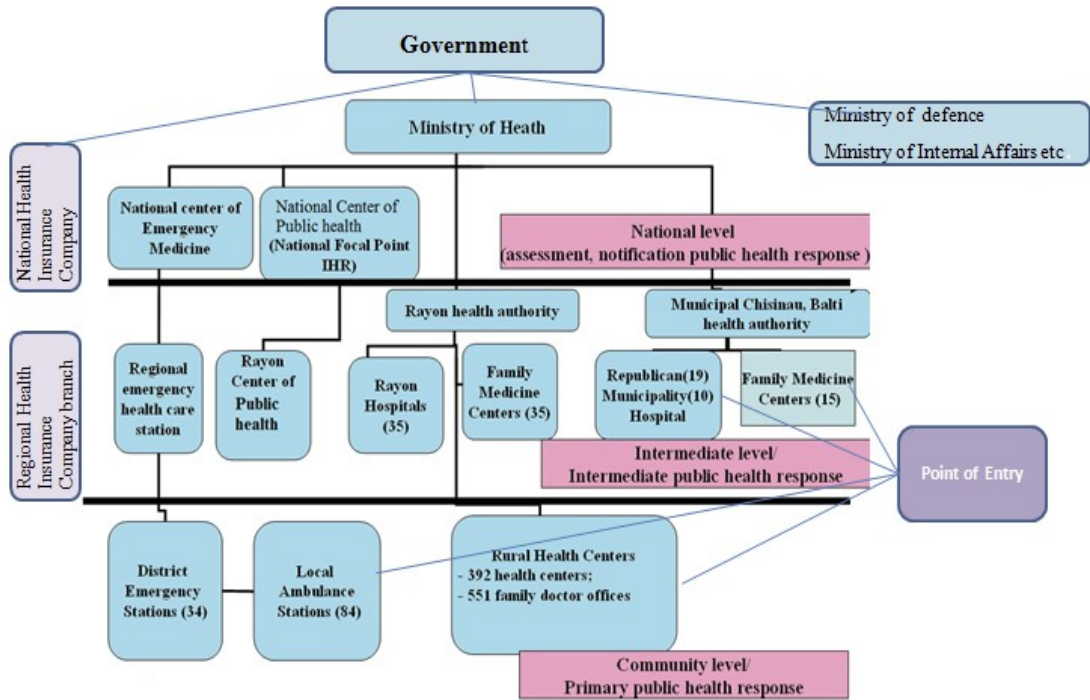 Government
Ministry of Heath
Ministry of defence
Ministry of Internal Affairs etc .
National Health
Insurance
Company
National center of
Emergency
Medicine
National Center of
Public health
(National Focal Point
IHR)
National level
(assessment, notification public health response )
Rayon health authority
Municipal Chisinau, Balti
health authority
Regional Health
Insurance
Company branch
Regional
emergency
health care
station
Rayon
Center of
Public
health
Rayon
Hospitals
(35)
Family
Medicine
Centers (35)
Republican(19)
Municipality(10)
Hospital
Family Medicine
Centers (15)
Intermediate level/
Intermediate public health response
Point of Entry
District
Emergency
Stations (34)
Local
Ambulance
Stations (84)
Rural Health Centers
- 392 health centers;
- 551 family doctor offices
Community level/
Primary public health response